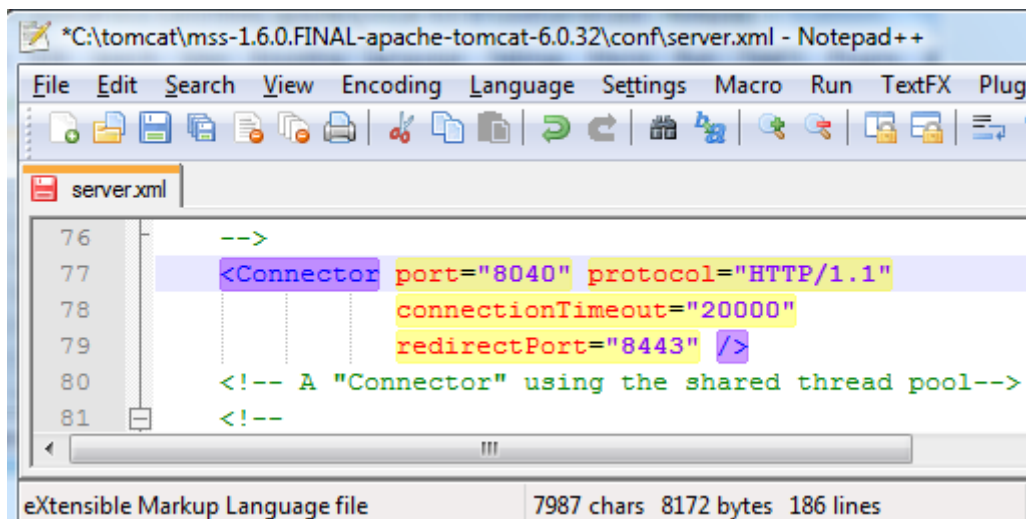 *C:\tomcat\mss-1.6.0.FINAL-apache-tomcat-6.0.32\conf\server.xml - Notepad++
File Edit Search View Encoding Language Settings Macro Run TextFX Plug
server.xml
76 -->
77 <Connector port="8040" protocol="HTTP/1.1"
78 connectionTimeout="20000"
79 redirectPort="8443" />
80 <!-- A "Connector" using the shared thread pool-->
81 <!--
eXtensible Markup Language file 7987 chars 8172 bytes 186 lines